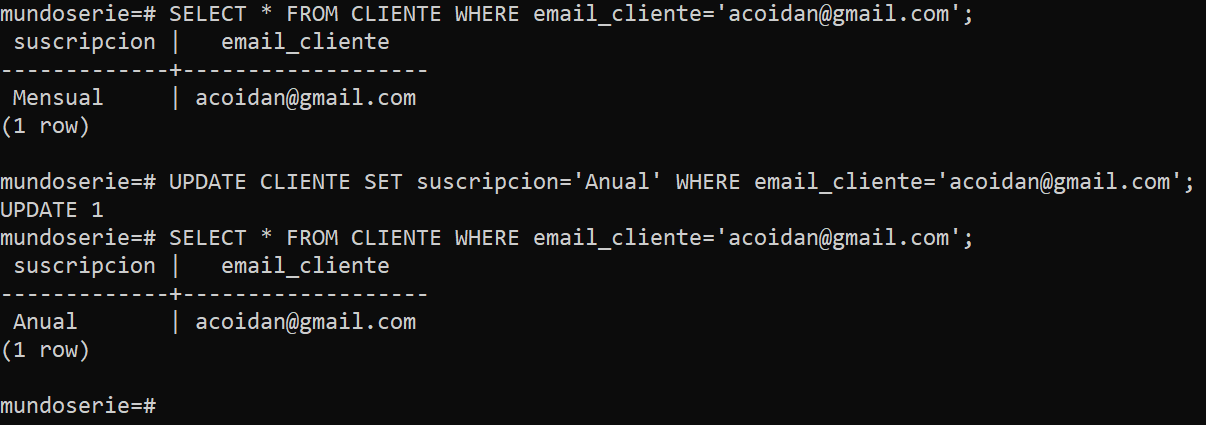 mundoserie=# SELECT * FROM CLIENTE WHERE email_cliente='acoidan@gmail.com';
 suscripcion |   email_cliente
-------------+-------------------
 Mensual     | acoidan@gmail.com
(1 row)

mundoserie=# UPDATE CLIENTE SET suscripcion='Anual' WHERE email_cliente='acoidan@gmail.com';
UPDATE 1
mundoserie=# SELECT * FROM CLIENTE WHERE email_cliente='acoidan@gmail.com';
 suscripcion |   email_cliente
-------------+-------------------
 Anual       | acoidan@gmail.com
(1 row)

mundoserie=#